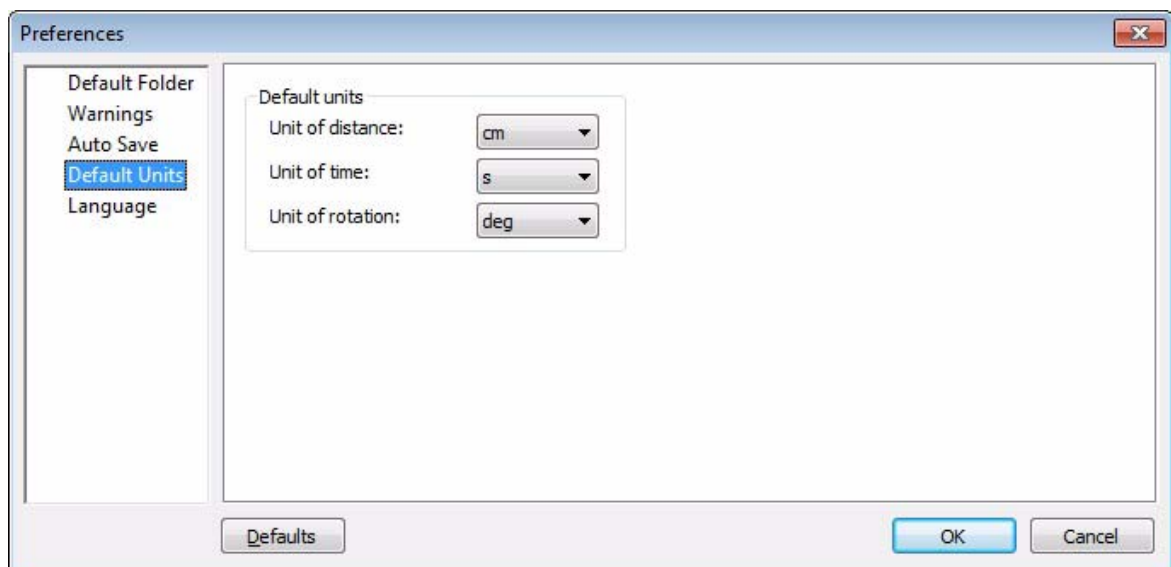 Preferences
Default Folder
Warnings
Auto Save
Default Units
Language
Default units
Unit of distance: cm
Unit of time: s
Unit of rotation: deg
Defaults OK Cancel